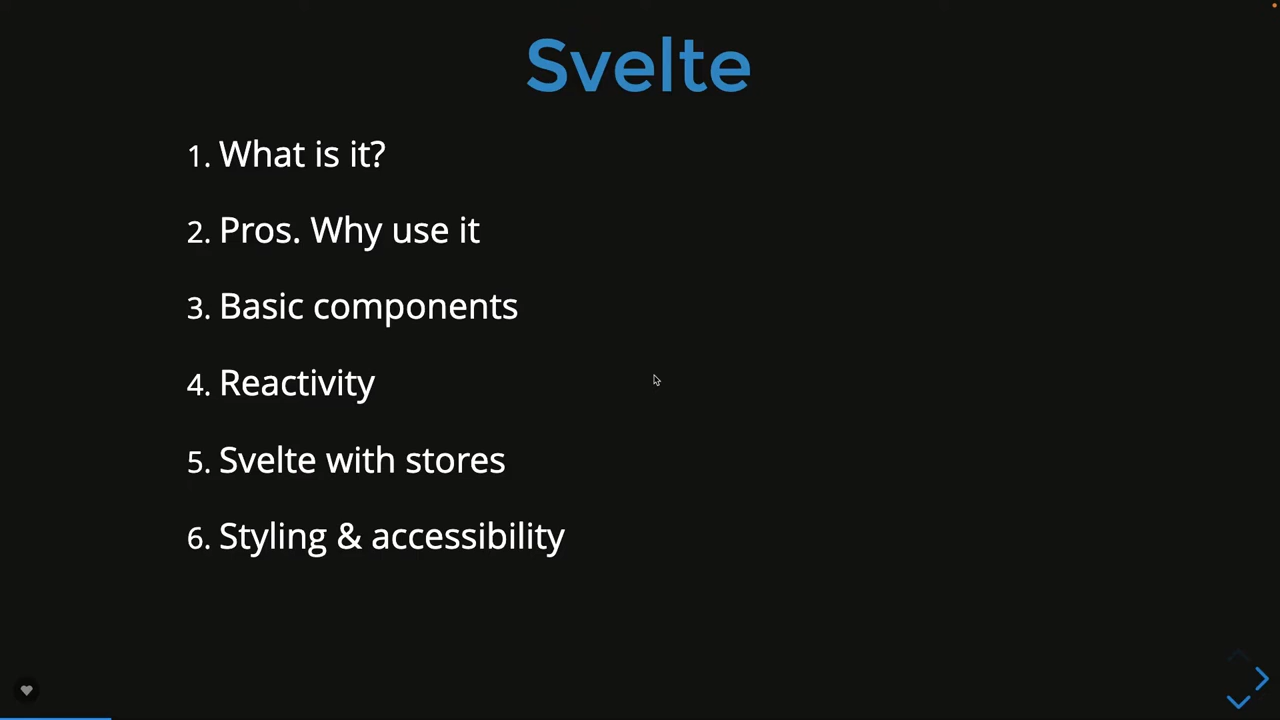 Svelte
1. What is it?
2. Pros. Why use it
3. Basic components
4. Reactivity
5. Svelte with stores
6. Styling & accessibility